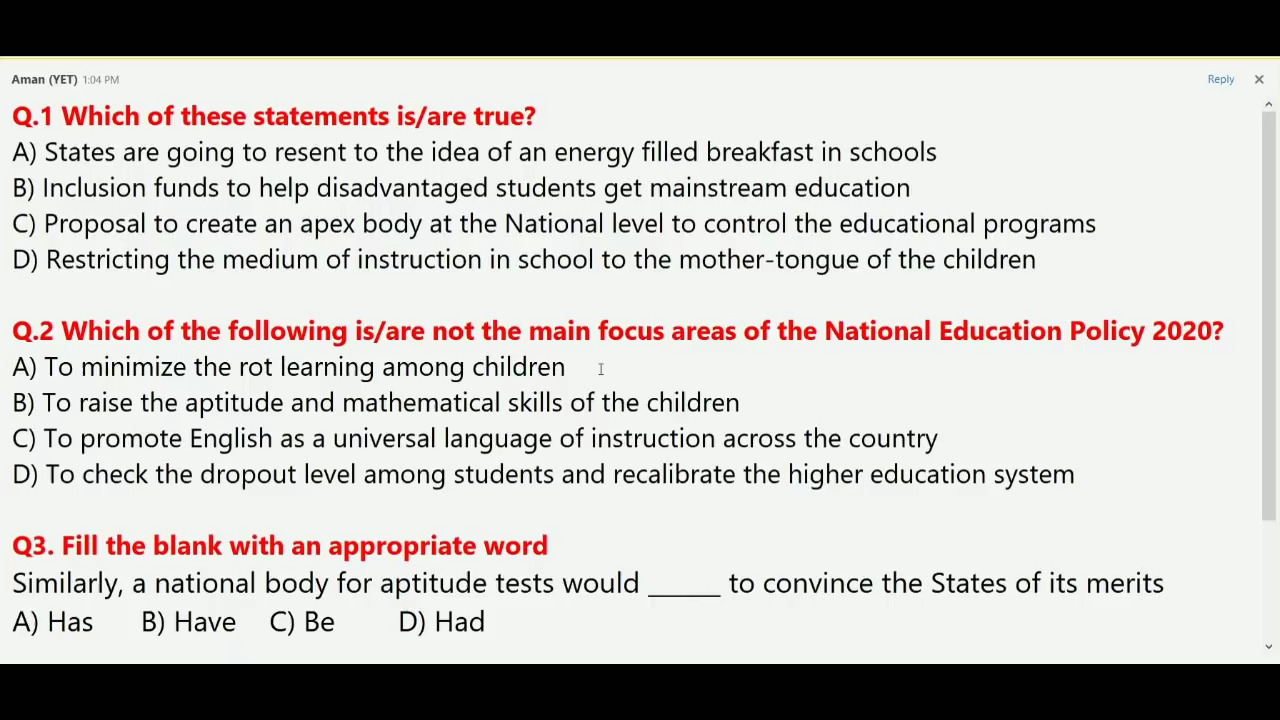 Aman (YET) 1:04 PM Reply
Q.1 Which of these statements is/are true?
A) States are going to resent to the idea of an energy filled breakfast in schools
B) Inclusion funds to help disadvantaged students get mainstream education
C) Proposal to create an apex body at the National level to control the educational programs
D) Restricting the medium of instruction in school to the mother-tongue of the children
Q.2 Which of the following is/are not the main focus areas of the National Education Policy 2020?
A) To minimize the rot learning among children
B) To raise the aptitude and mathematical skills of the children
C) To promote English as a universal language of instruction across the country
D) To check the dropout level among students and recalibrate the higher education system
Q3. Fill the blank with an appropriate word
Similarly, a national body for aptitude tests would ______ to convince the States of its merits
A) Has B) Have C) Be D) Had